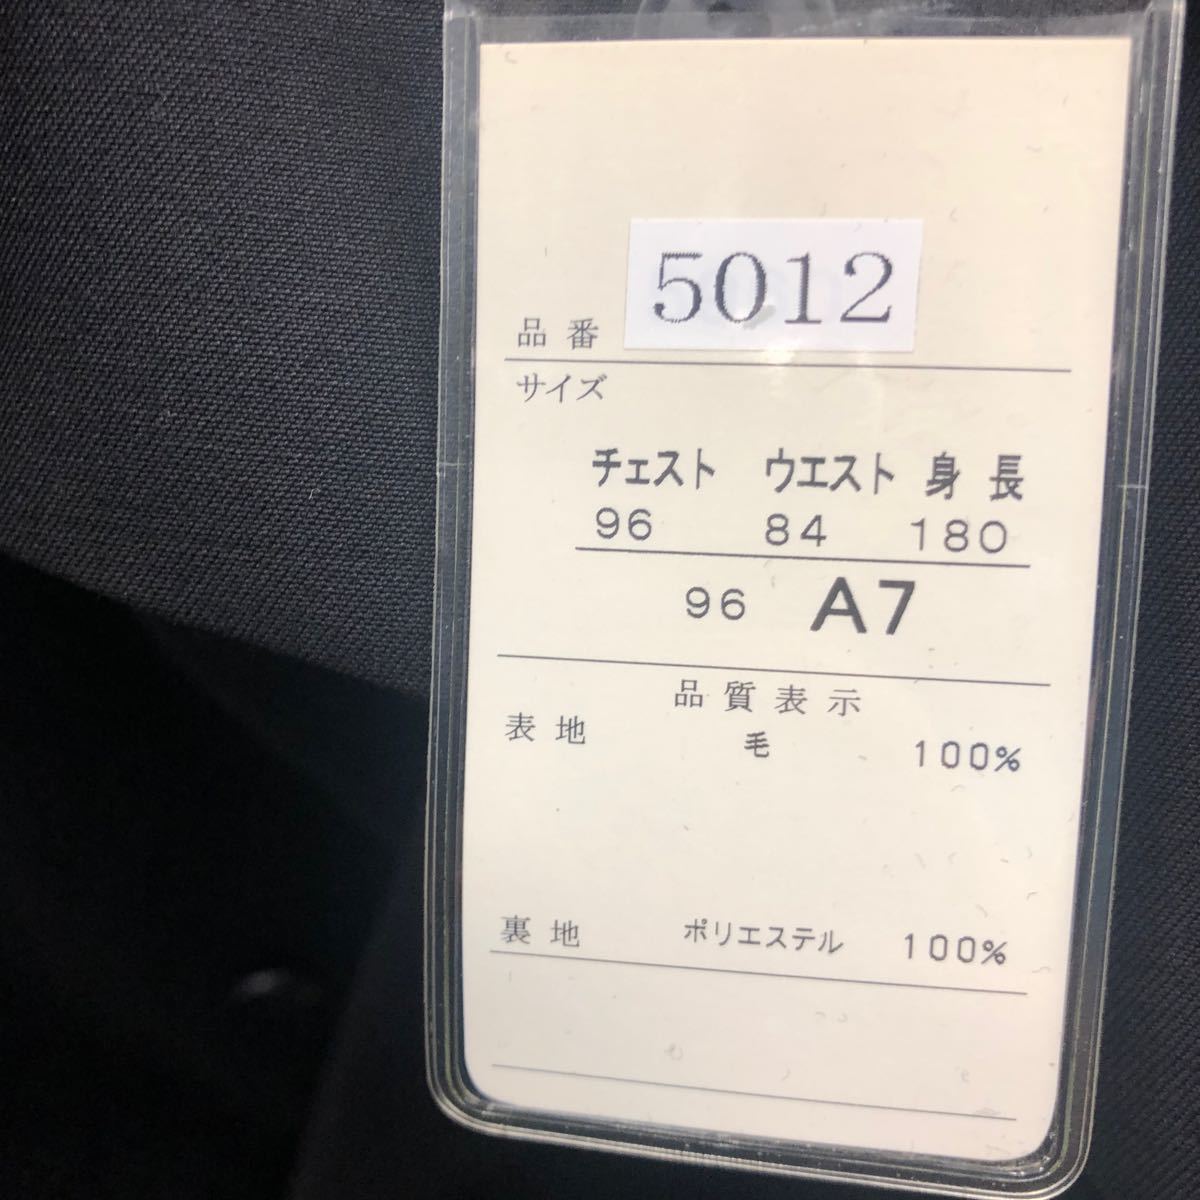 品番 5012
サイズ
チェスト ウエスト 身長
96 84 180
96 A7
品質表示
表地 毛 100%
裏地 ポリエステル 100%